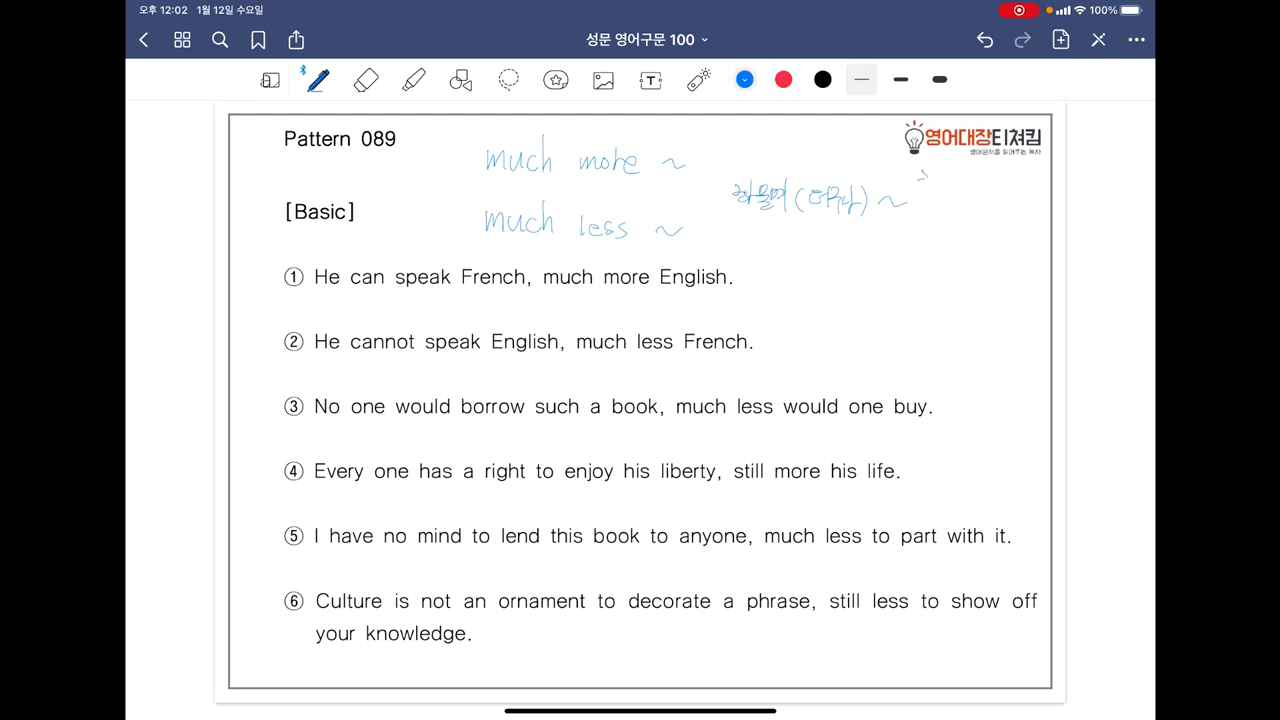 오후 12:02 1월 12일 수요일 100%
성문 영어구문 100
Pattern 089
영어대장티쳐킴
much more ~
하물며 (더구나) ~
[Basic]
much less ~
① He can speak French, much more English.
② He cannot speak English, much less French.
③ No one would borrow such a book, much less would one buy.
④ Every one has a right to enjoy his liberty, still more his life.
⑤ I have no mind to lend this book to anyone, much less to part with it.
⑥ Culture is not an ornament to decorate a phrase, still less to show off
your knowledge.